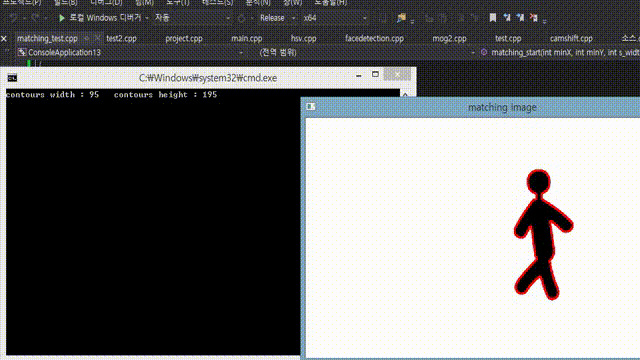 프로젝트(P) 빌드(B) 디버그(D) 팀(M) 도구(T) 테스트(S) 분석(N) 창(W) 도움말(H)
로컬 Windows 디버거 자동 Release x64
matching_test.cpp test2.cpp project.cpp main.cpp hsv.cpp facedetection.cpp mog2.cpp test.cpp camshift.cpp 소스.c
ConsoleApplication13 (전역 범위) matching_start(int minX, int minY, int s_width
C:₩Windows₩system32₩cmd.exe
contours width : 95 contours height : 195
matching image